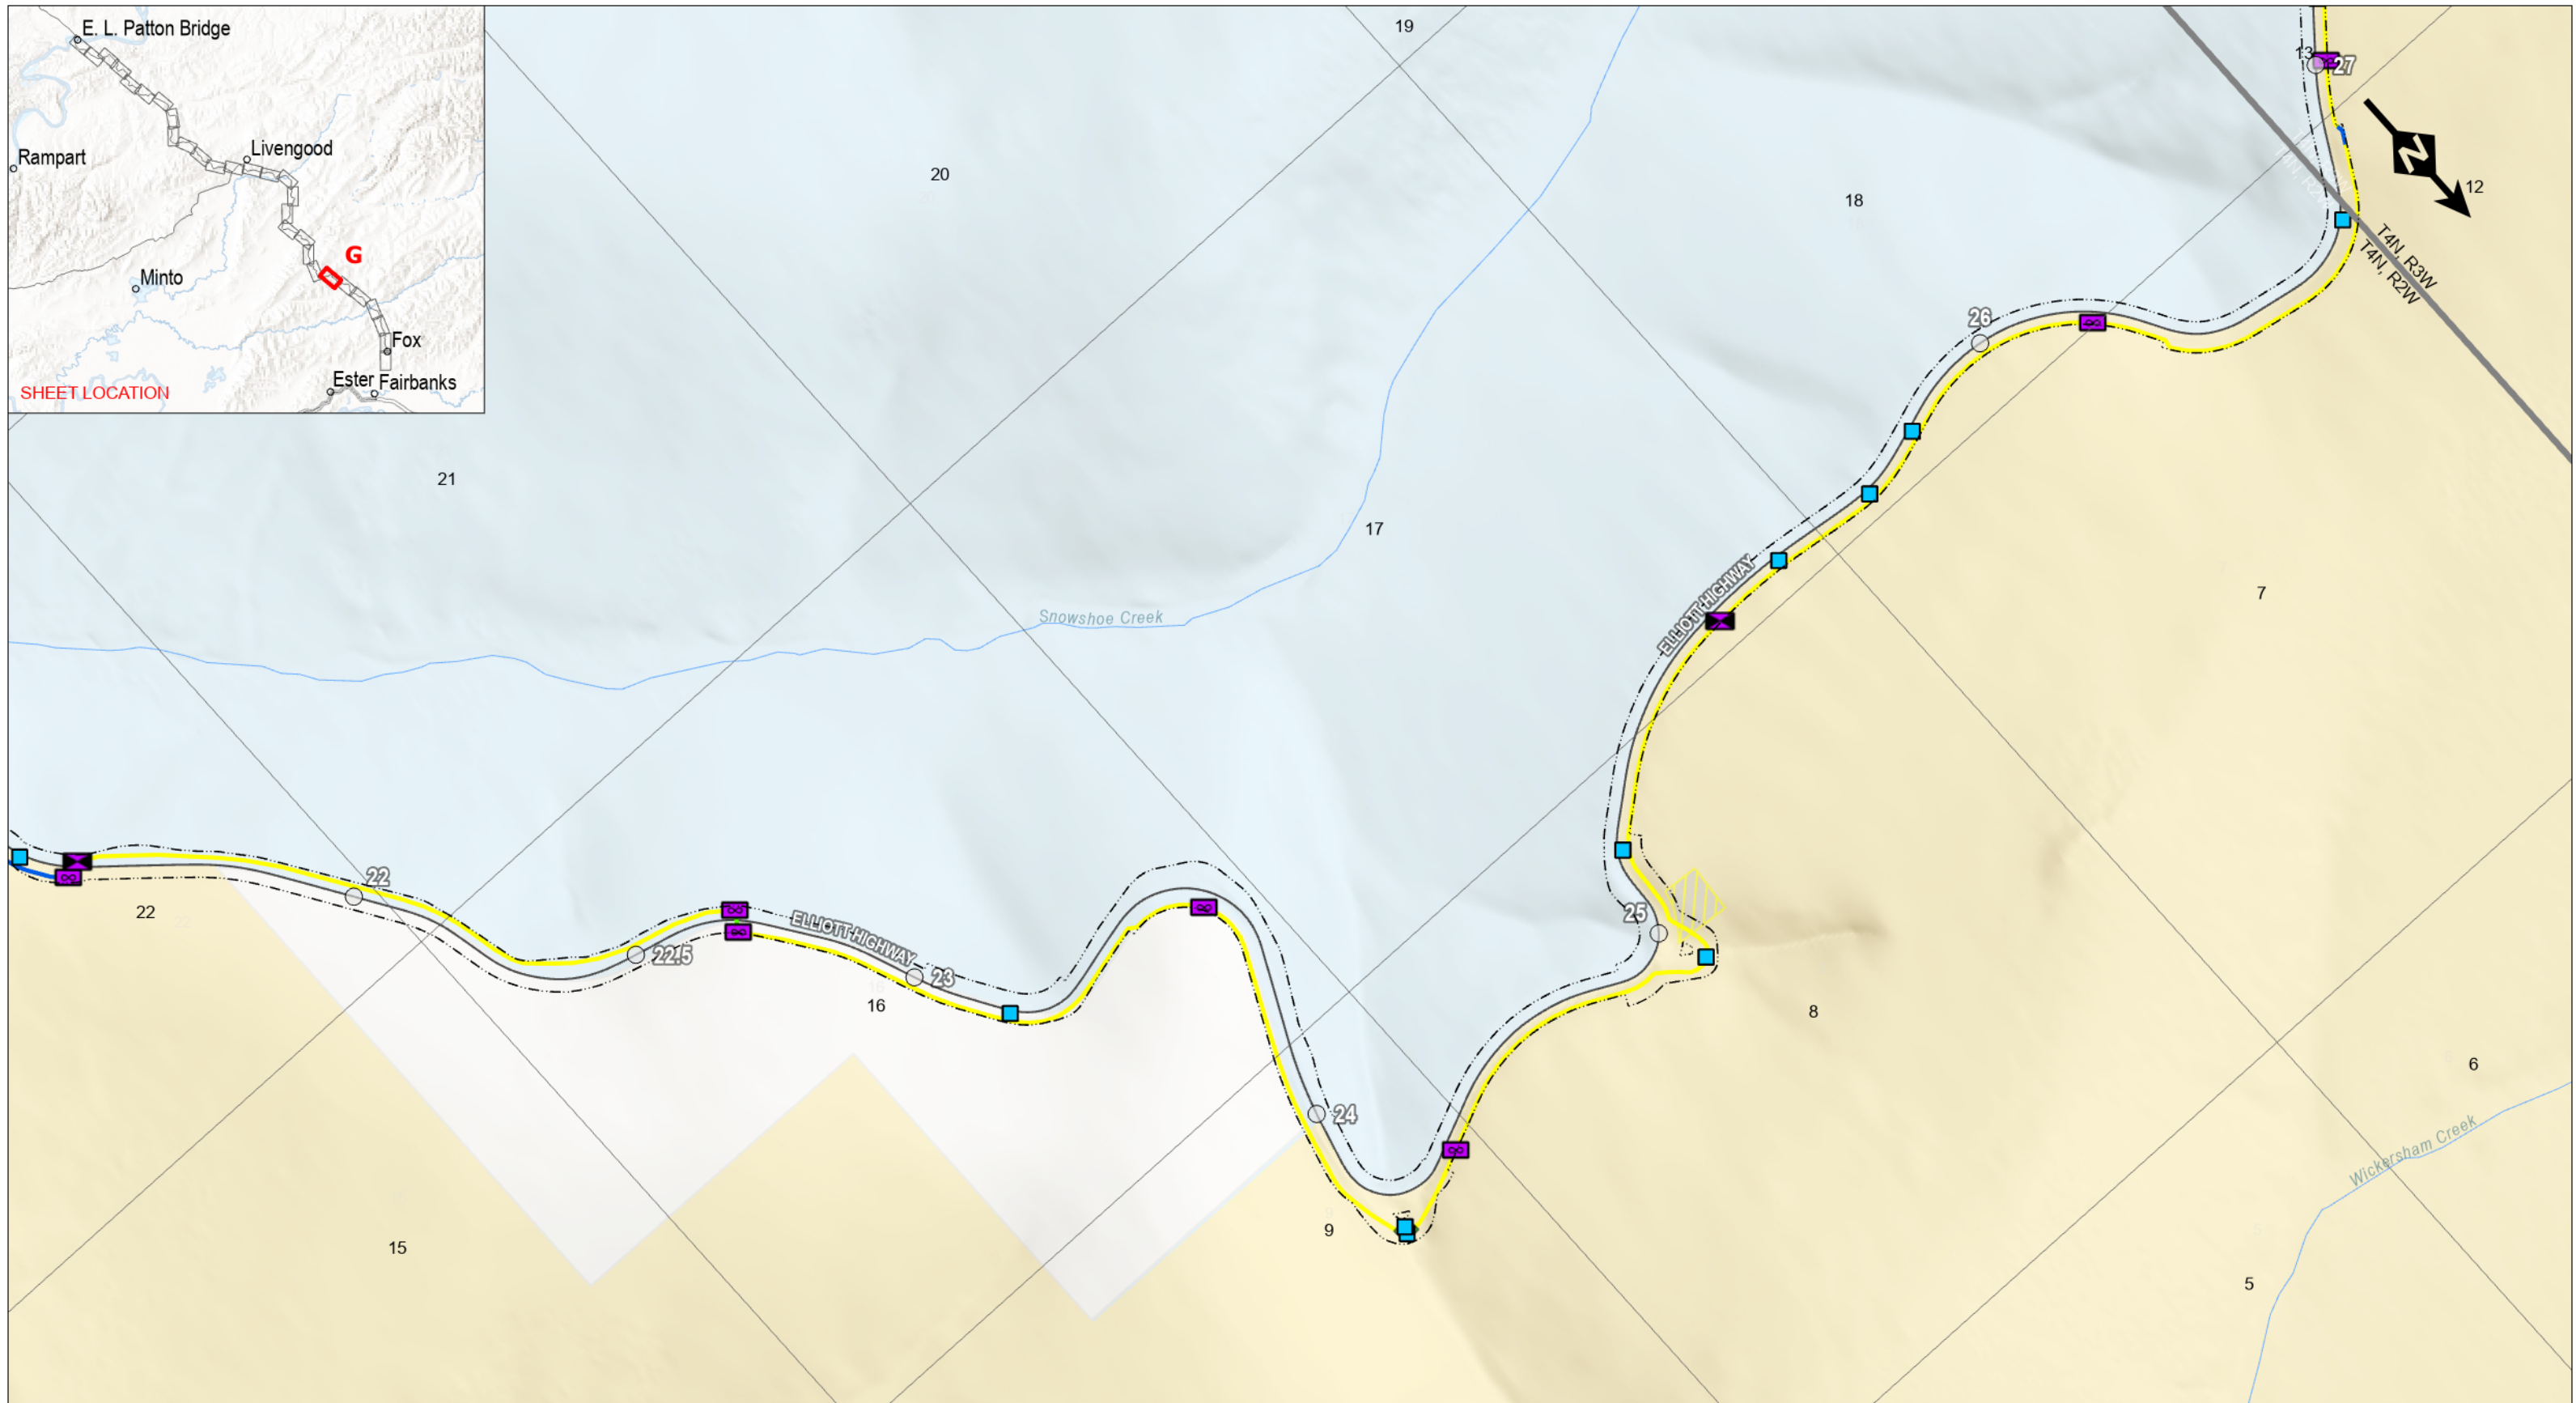 E. L. Patton Bridge
Rampart
Livengood
Minto
G
Fox
Ester
Fairbanks
SHEET LOCATION
19
13
27
N
12
20
18
T4N, R3W
T4N, R2W
26
21
17
ELLIOTT HIGHWAY
7
Snowshoe Creek
22
22
25
22.5
ELLIOTT HIGHWAY
23
16
8
6
24
Wickersham Creek
9
15
5